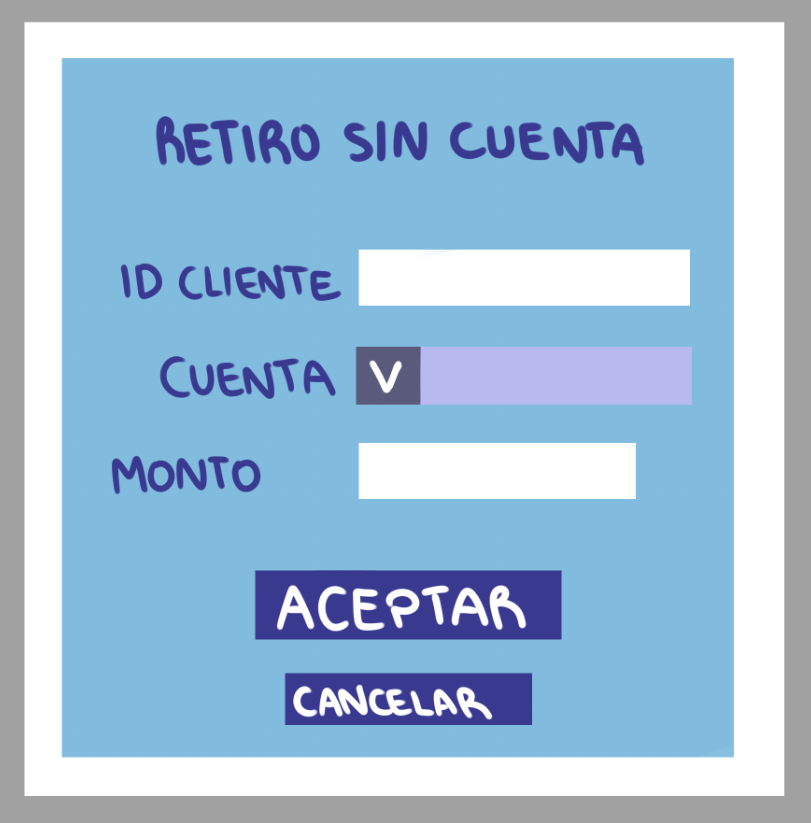 RETIRO SIN CUENTA
ID CLIENTE
CUENTA V
MONTO
ACEPTAR
CANCELAR